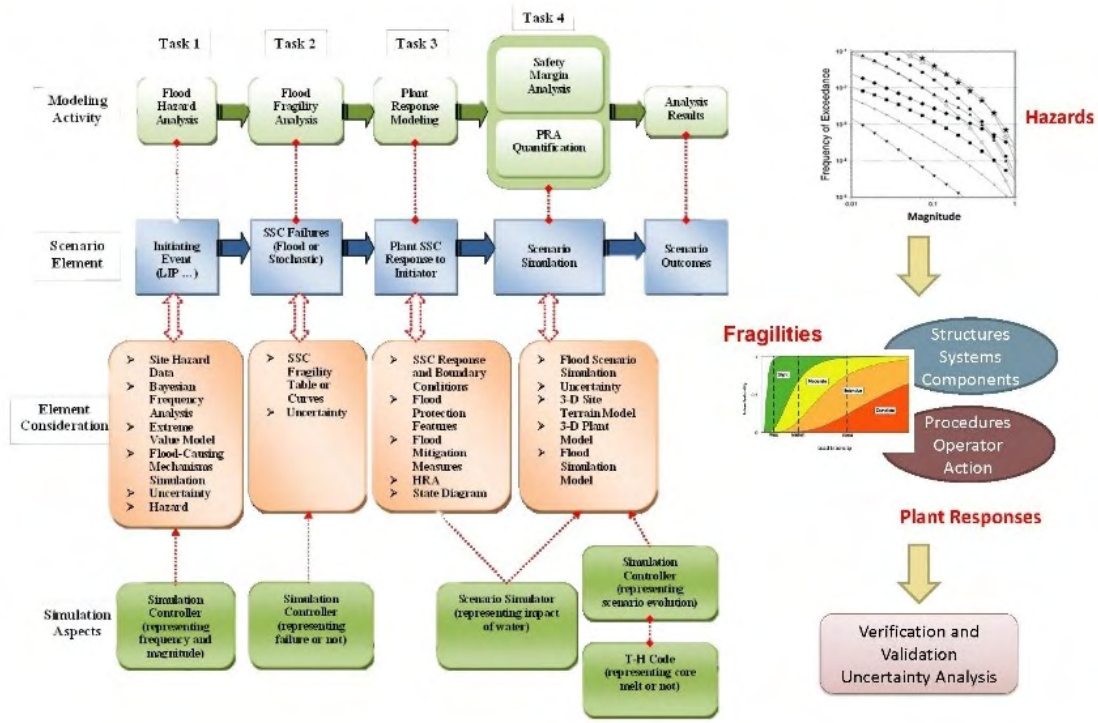 Task 1
Task 2
Task 3
Task 4
Modeling
Activity
Flood
Hazard
Analysis
Flood
Fragility
Analysis
Plant
Response
Modeling
Safety
Margin
Analysis
PRA
Quantification
Analysis
Results
Scenario
Element
Initiating
Event
(LIP ...)
SSC Failures
(Flood or
Stochastic)
Plant SSC
Response to
Initiator
Scenario
Simulation
Scenario
Outcomes
Element
Consideration
➢ Site Hazard
Data
➢ Bayesian
Frequency
Analysis
➢ Extreme
Value Model
➢ Flood-Causing
Mechanisms
Simulation
➢ Uncertainty
➢ Hazard
➢ SSC
Fragility
Table or
Curves
➢ Uncertainty
➢ SSC Response
and Boundary
Conditions
➢ Flood
Protection
Features
➢ Flood
Mitigation
Measures
➢ HRA
➢ State Diagram
➢ Flood Scenario
Simulation
➢ Uncertainty
➢ 3-D Site
Terrain Model
➢ 3-D Plant
Model
➢ Flood
Simulation
Model
Simulation
Aspects
Simulation
Controller
(representing
frequency and
magnitude)
Simulation
Controller
(representing
failure or not)
Scenario Simulator
(representing impact
of water)
Simulation
Controller
(representing
scenario evolution)
T-H Code
(representing core
melt or not)
Frequency of Exceedance
0.01
0.1
1
Magnitude
Hazards
Fragilities
Moderate
Structures
Systems
Components
Procedures
Operator
Action
Plant Responses
Verification and
Validation
Uncertainty Analysis